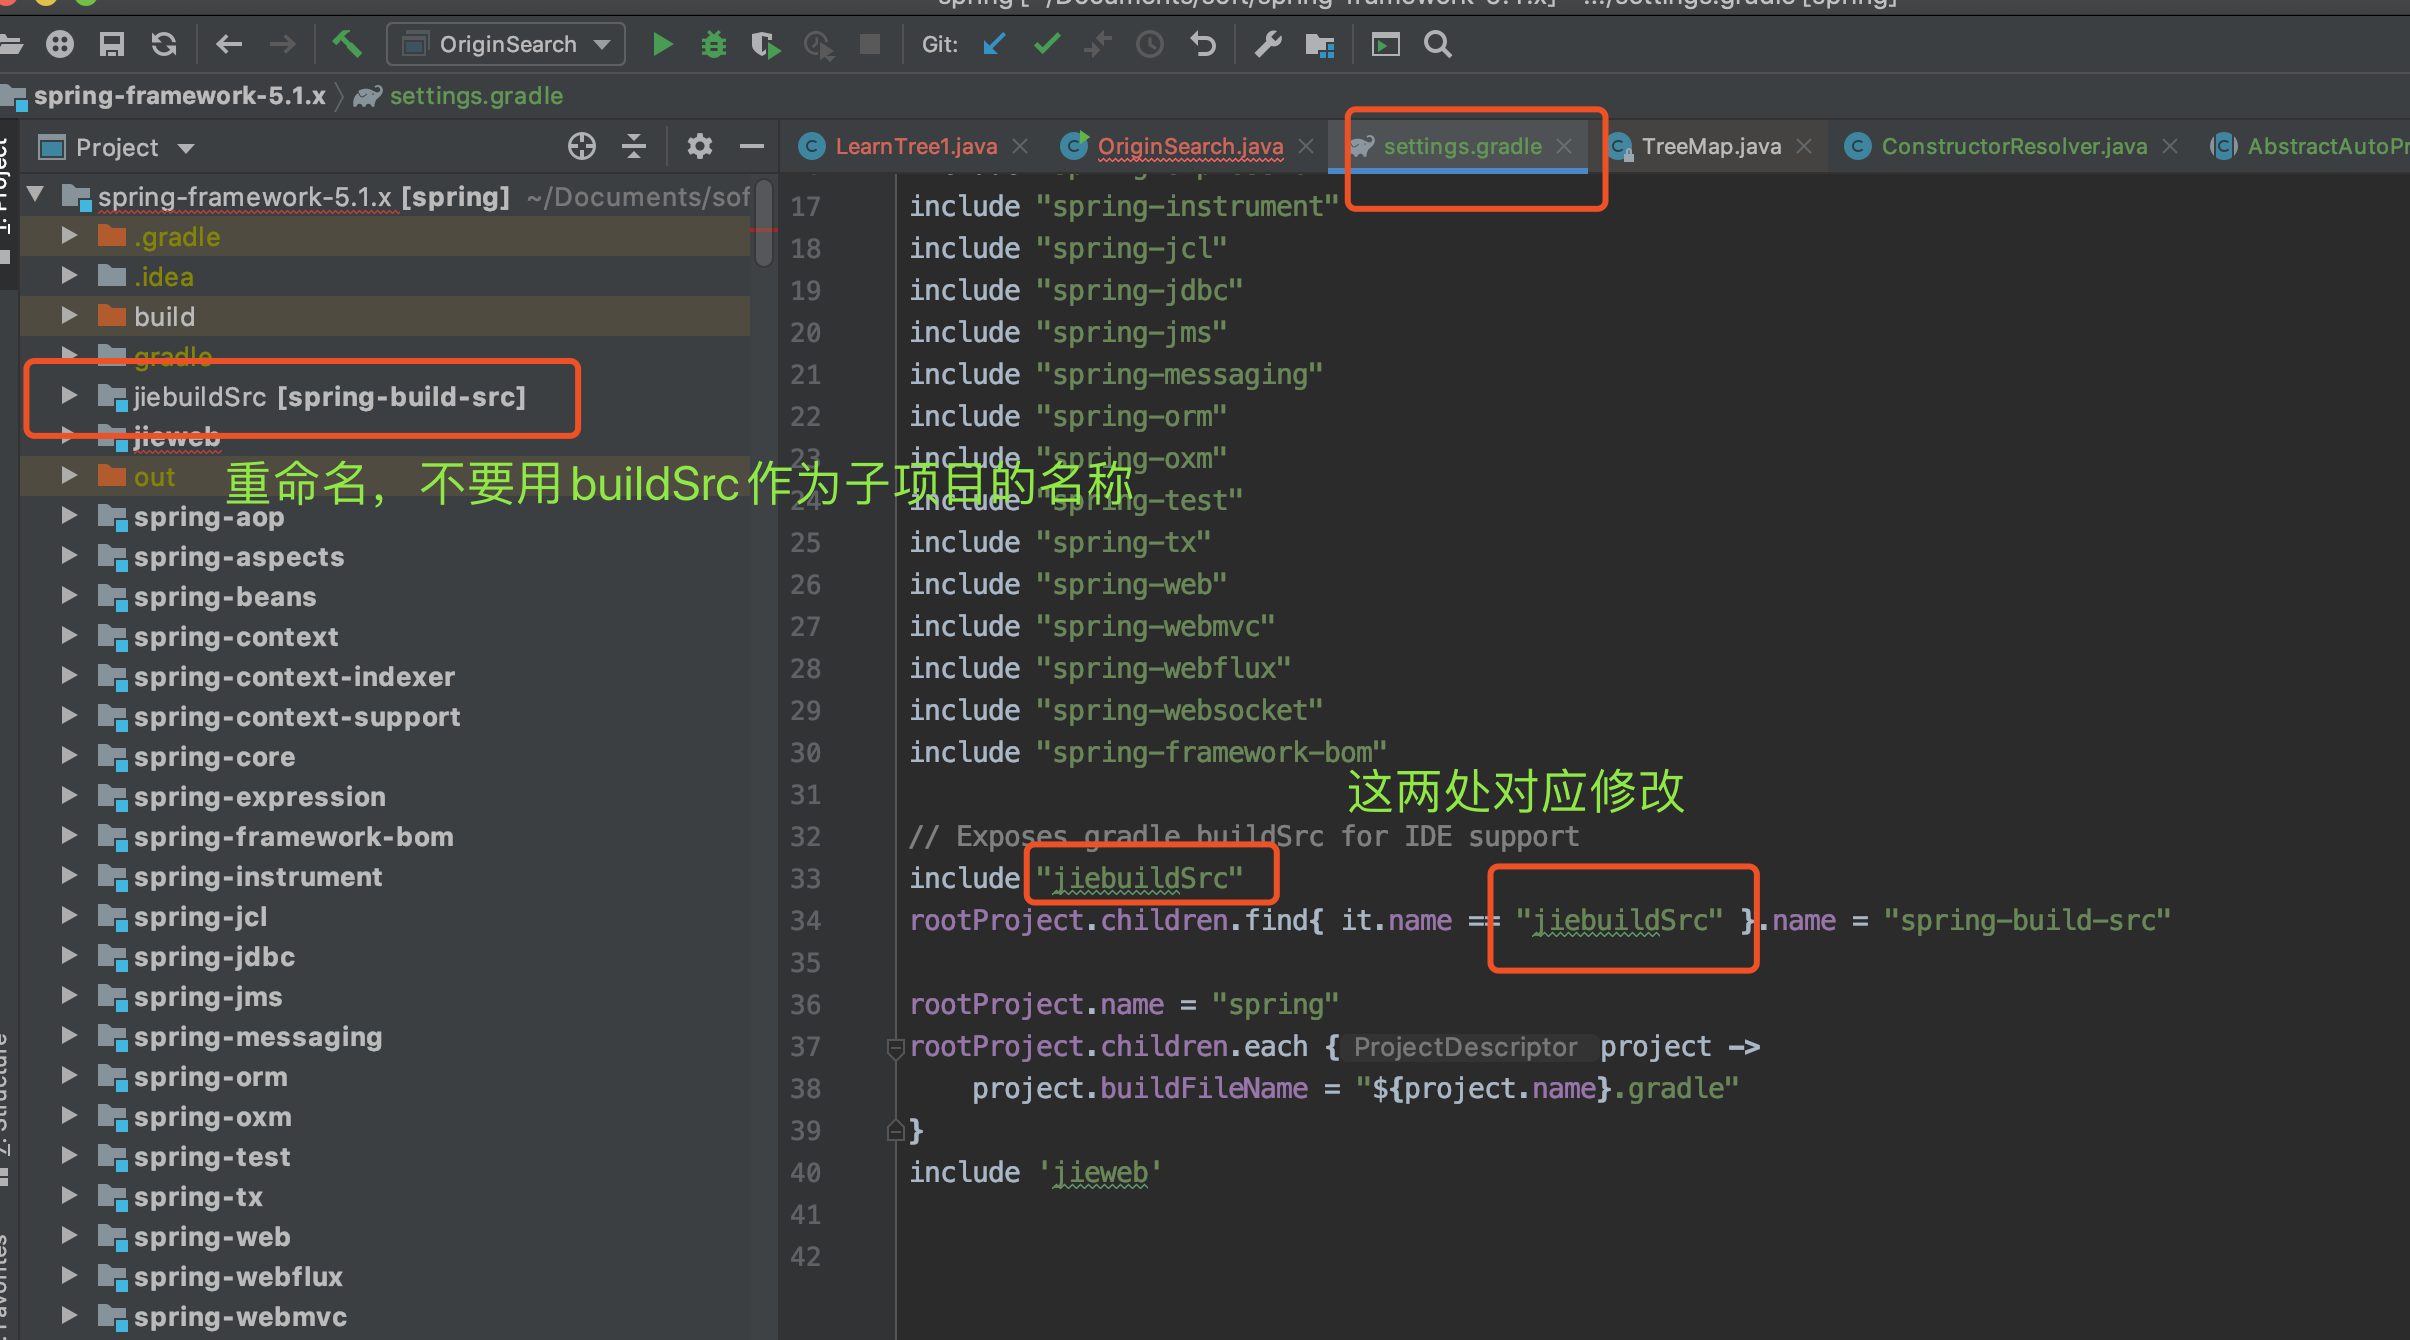 spring-framework-5.1.x
settings.gradle
OriginSearch
Git:
Project
LearnTree1.java
OriginSearch.java
settings.gradle
TreeMap.java
ConstructorResolver.java
AbstractAutoPr
spring-framework-5.1.x [spring] ~/Documents/sof
.gradle
.idea
build
gradle
jiebuildSrc [spring-build-src]
jieweb
out
重命名，不要用buildSrc作为子项目的名称
spring-aop
spring-aspects
spring-beans
spring-context
spring-context-indexer
spring-context-support
spring-core
spring-expression
spring-framework-bom
spring-instrument
spring-jcl
spring-jdbc
spring-jms
spring-messaging
spring-orm
spring-oxm
spring-test
spring-tx
spring-web
spring-webflux
spring-webmvc
17 include "spring-instrument"
18 include "spring-jcl"
19 include "spring-jdbc"
20 include "spring-jms"
21 include "spring-messaging"
22 include "spring-orm"
23 include "spring-oxm"
24 include "spring-test"
25 include "spring-tx"
26 include "spring-web"
27 include "spring-webmvc"
28 include "spring-webflux"
29 include "spring-websocket"
30 include "spring-framework-bom"
31
这两处对应修改
32 // Exposes gradle buildSrc for IDE support
33 include "jiebuildSrc"
34 rootProject.children.find{ it.name == "jiebuildSrc" }.name = "spring-build-src"
35
36 rootProject.name = "spring"
37 rootProject.children.each { ProjectDescriptor project ->
38 project.buildFileName = "${project.name}.gradle"
39 }
40 include 'jieweb'
41
42